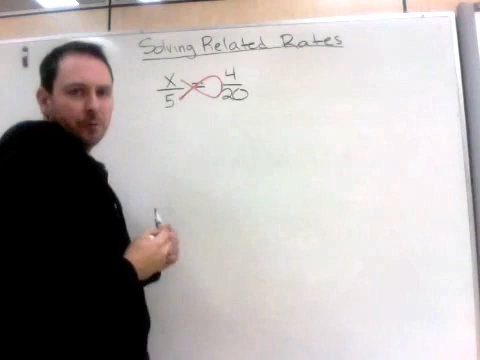 Solving Related Rates
x/5 = 4/20